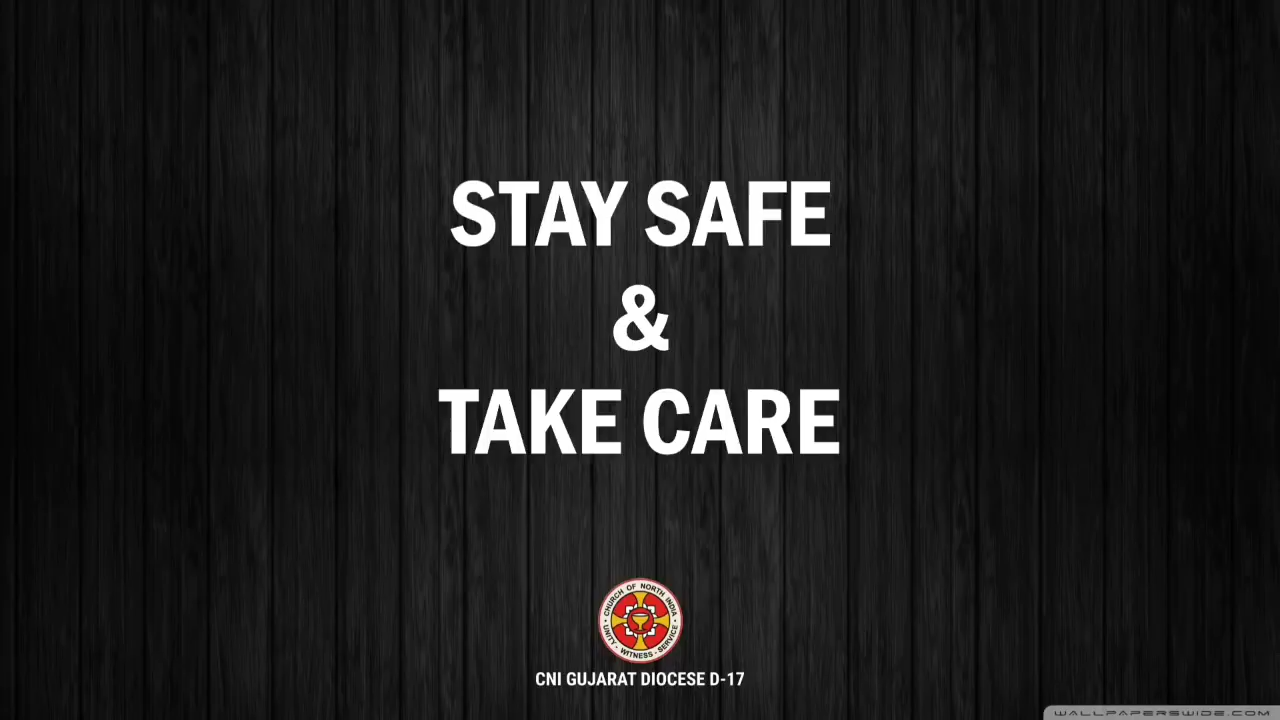 STAY SAFE
&
TAKE CARE
CHURCH OF NORTH INDIA
UNITY - WITNESS - SERVICE
CNI GUJARAT DIOCESE D-17
WALLPAPERSWIDE.COM